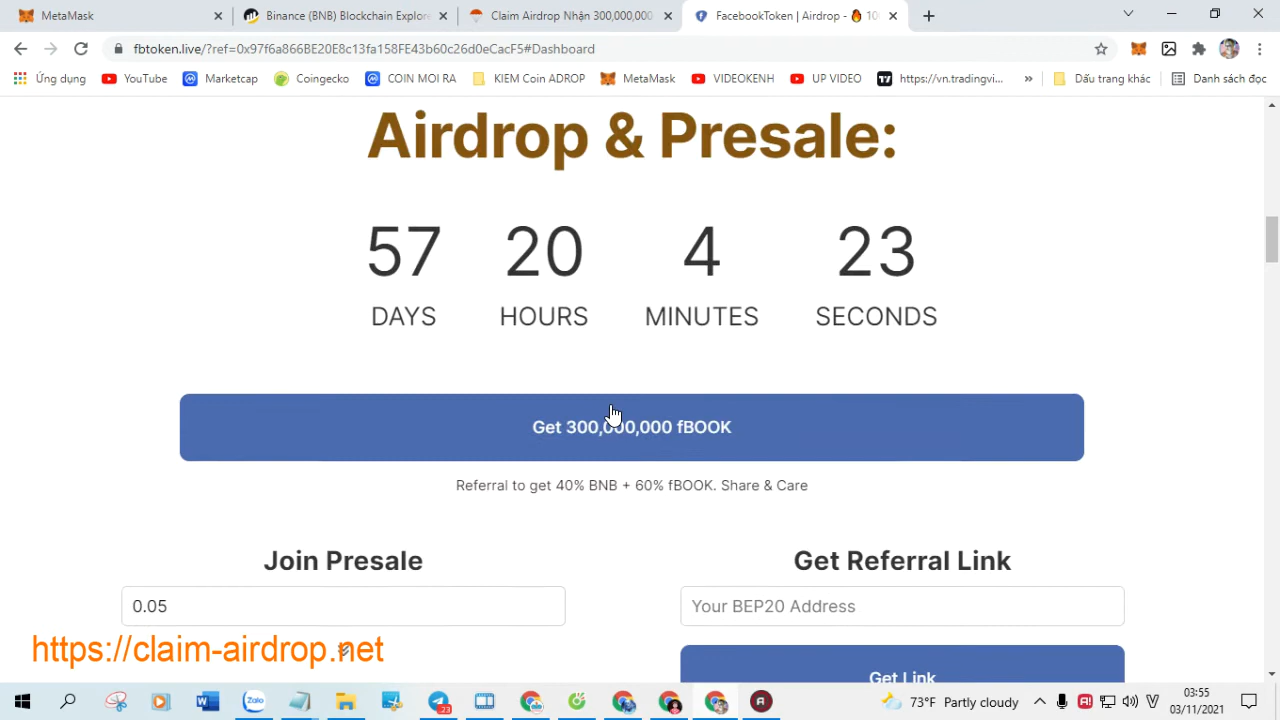 MetaMask
Binance (BNB) Blockchain Explore
Claim Airdrop Nhận 300,000,000
FacebookToken | Airdrop - 🔥 10
fbtoken.live/?ref=0x97f6a866BE20E8c13fa158FE43b60c26d0eCacF5#Dashboard
Ứng dụng YouTube Marketcap Coingecko COIN MOI RA KIEM Coin ADROP MetaMask VIDEOKENH UP VIDEO https://vn.tradingvi... » Dấu trang khác Danh sách đọc
Airdrop & Presale:
57 20 4 23
DAYS HOURS MINUTES SECONDS
Get 300,000,000 fBOOK
Referral to get 40% BNB + 60% fBOOK. Share & Care
Join Presale
Get Referral Link
0.05
Your BEP20 Address
https://claim-airdrop.net
Get Link
Zalo
23
73°F Partly cloudy
03:55
03/11/2021